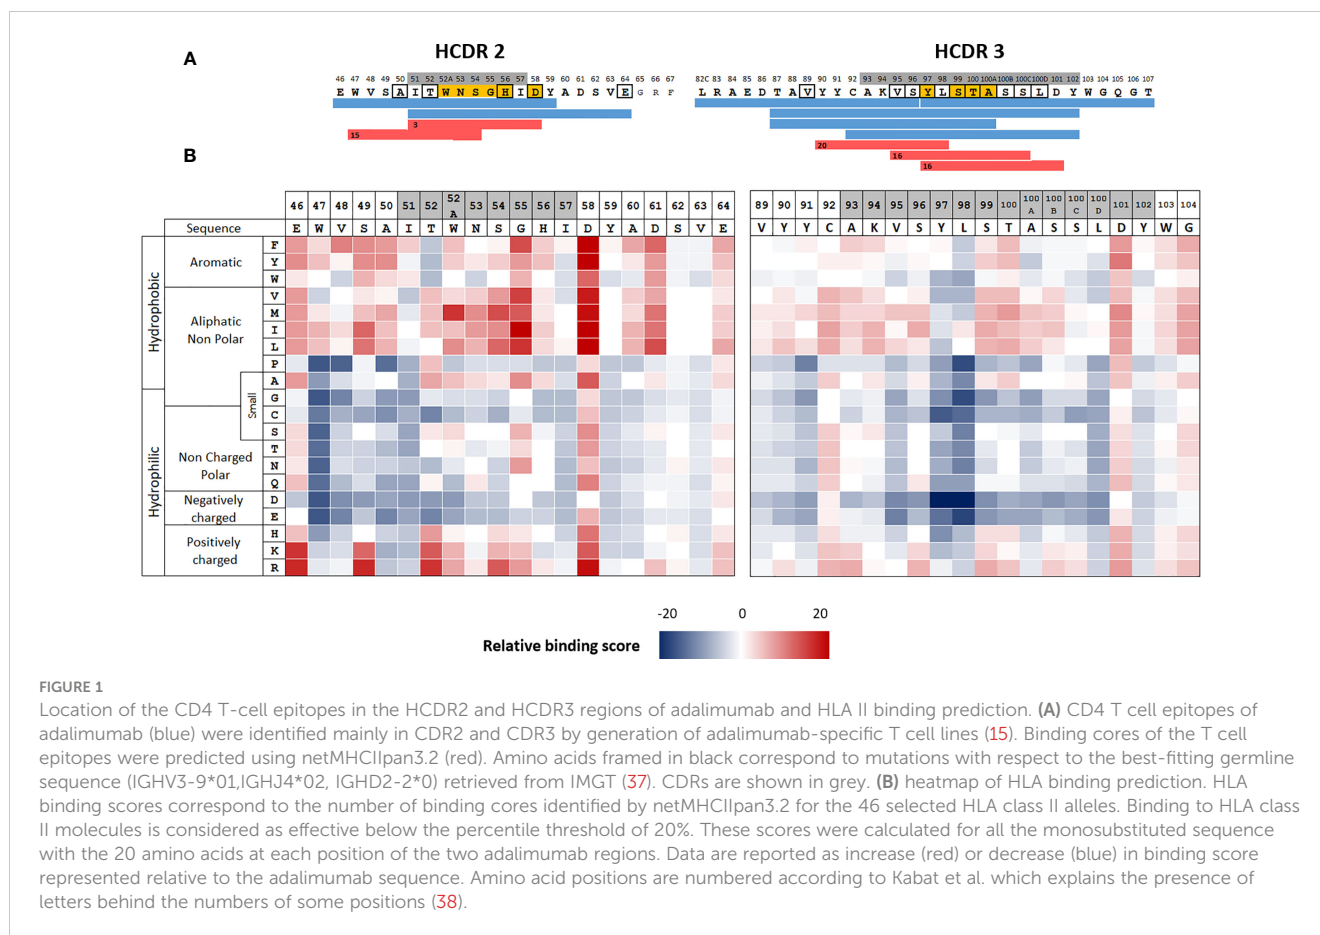 HCDR 2
HCDR 3
A
46 47 48 49 50 51 52 52A 53 54 55 56 57 58 59 60 61 62 63 64 65 66 67
E W V S A I T W N S G H I D Y A D S V E G R F
82C 83 84 85 86 87 88 89 90 91 92 93 94 95 96 97 98 99 100 100A 100B 100C 100D 101 102 103 104 105 106 107
L R A E D T A V Y Y C A K V S Y L S T A S S L D Y W G Q G T
3
15
20
16
16
B
46 47 48 49 50 51 52 52A 53 54 55 56 57 58 59 60 61 62 63 64
Sequence E W V S A I T W N S G H I D Y A D S V E
89 90 91 92 93 94 95 96 97 98 99 100 100A 100B 100C 100D 101 102 103 104
V Y Y C A K V S Y L S T A S S L D Y W G
Hydrophobic
Aromatic
F
Y
W
Aliphatic
Non Polar
V
M
I
L
P
Small
A
G
C
S
Hydrophilic
Non Charged
Polar
T
N
Q
Negatively
charged
D
E
Positively
charged
H
K
R
-20 0 20
Relative binding score
FIGURE 1
Location of the CD4 T-cell epitopes in the HCDR2 and HCDR3 regions of adalimumab and HLA II binding prediction. (A) CD4 T cell epitopes of
adalimumab (blue) were identified mainly in CDR2 and CDR3 by generation of adalimumab-specific T cell lines (15). Binding cores of the T cell
epitopes were predicted using netMHCIIpan3.2 (red). Amino acids framed in black correspond to mutations with respect to the best-fitting germline
sequence (IGHV3-9*01,IGHJ4*02, IGHD2-2*0) retrieved from IMGT (37). CDRs are shown in grey. (B) heatmap of HLA binding prediction. HLA
binding scores correspond to the number of binding cores identified by netMHCIIpan3.2 for the 46 selected HLA class II alleles. Binding to HLA class
II molecules is considered as effective below the percentile threshold of 20%. These scores were calculated for all the monosubstituted sequence
with the 20 amino acids at each position of the two adalimumab regions. Data are reported as increase (red) or decrease (blue) in binding score
represented relative to the adalimumab sequence. Amino acid positions are numbered according to Kabat et al. which explains the presence of
letters behind the numbers of some positions (38).